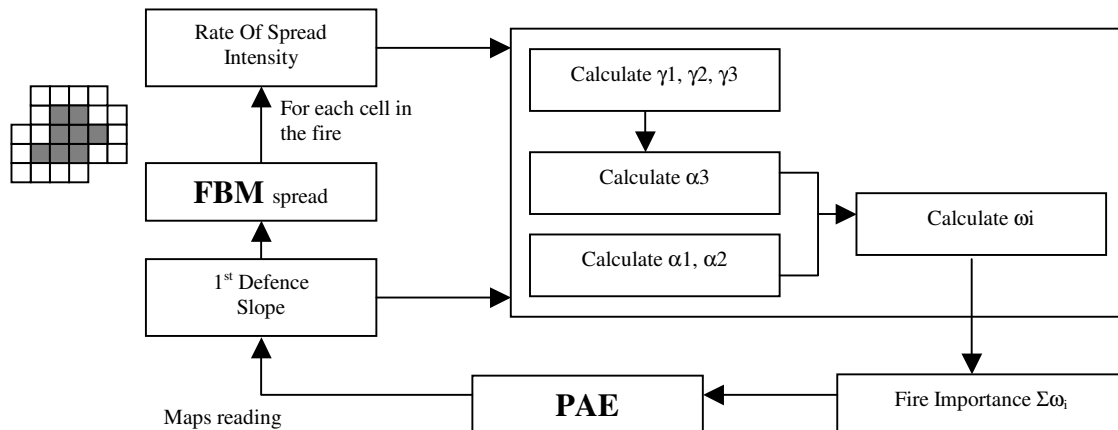 Rate Of Spread
Intensity
For each cell in
the fire
FBM spread
1st Defence
Slope
Maps reading
Calculate γ1, γ2, γ3
Calculate α3
Calculate α1, α2
Calculate ωi
PAE
Fire Importance Σωi